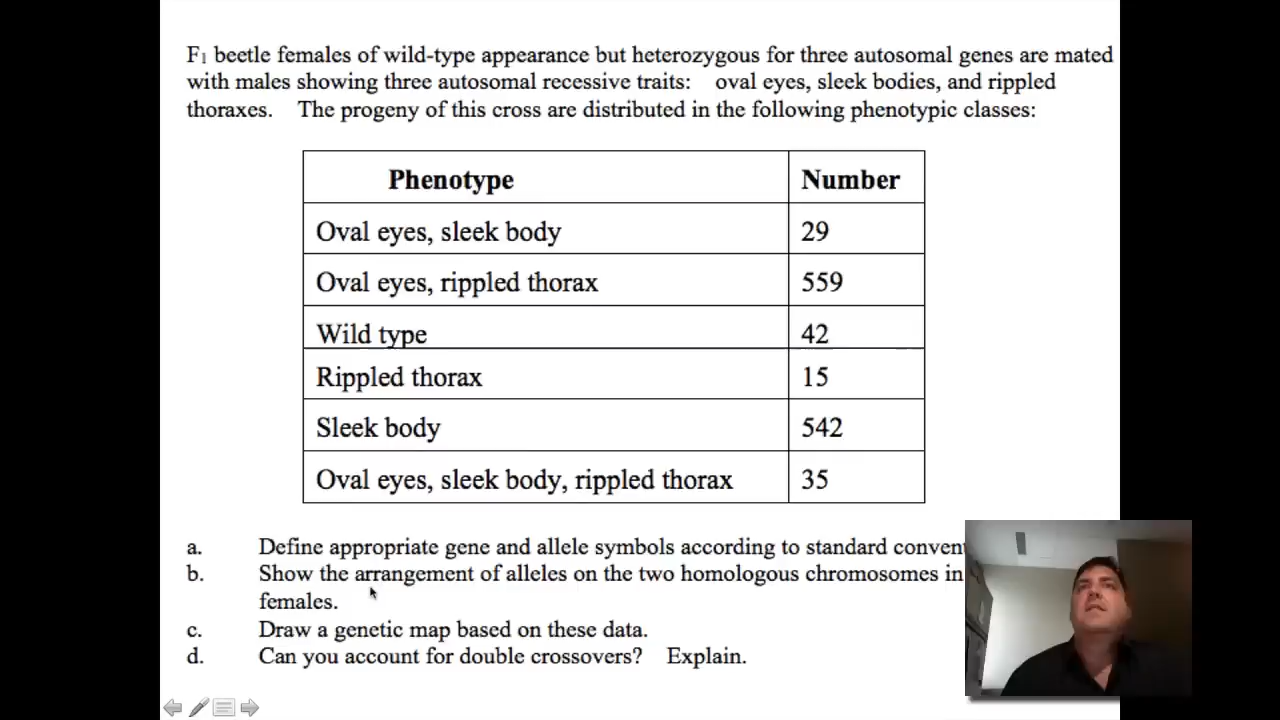 F1 beetle females of wild-type appearance but heterozygous for three autosomal genes are mated
with males showing three autosomal recessive traits: oval eyes, sleek bodies, and rippled
thoraxes. The progeny of this cross are distributed in the following phenotypic classes:
Phenotype Number
Oval eyes, sleek body 29
Oval eyes, rippled thorax 559
Wild type 42
Rippled thorax 15
Sleek body 542
Oval eyes, sleek body, rippled thorax 35
a. Define appropriate gene and allele symbols according to standard
b. Show the arrangement of alleles on the two homologous chromosomes in
females.
c. Draw a genetic map based on these data.
d. Can you account for double crossovers? Explain.